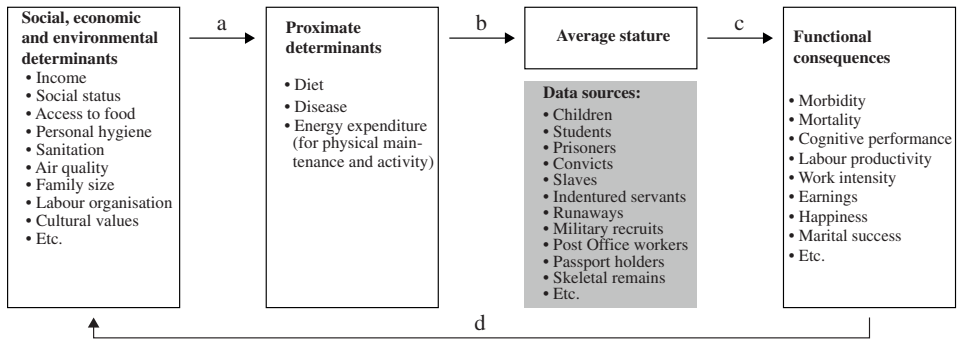 Social, economic
and environmental
determinants
• Income
• Social status
• Access to food
• Personal hygiene
• Sanitation
• Air quality
• Family size
• Labour organisation
• Cultural values
• Etc.
a
Proximate
determinants
• Diet
• Disease
• Energy expenditure
(for physical main-
tenance and activity)
b
Average stature
Data sources:
• Children
• Students
• Prisoners
• Convicts
• Slaves
• Indentured servants
• Runaways
• Military recruits
• Post Office workers
• Passport holders
• Skeletal remains
• Etc.
c
Functional
consequences
• Morbidity
• Mortality
• Cognitive performance
• Labour productivity
• Work intensity
• Earnings
• Happiness
• Marital success
• Etc.
d